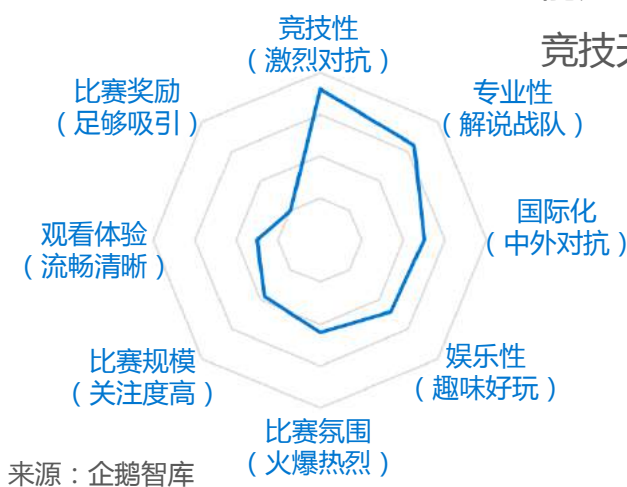 竞技性
（激烈对抗）
竞技
比赛奖励
（足够吸引）
专业性
（解说战队）
观看体验
（流畅清晰）
国际化
（中外对抗）
比赛规模
（关注度高）
娱乐性
（趣味好玩）
比赛氛围
（火爆热烈）
来源：企鹅智库